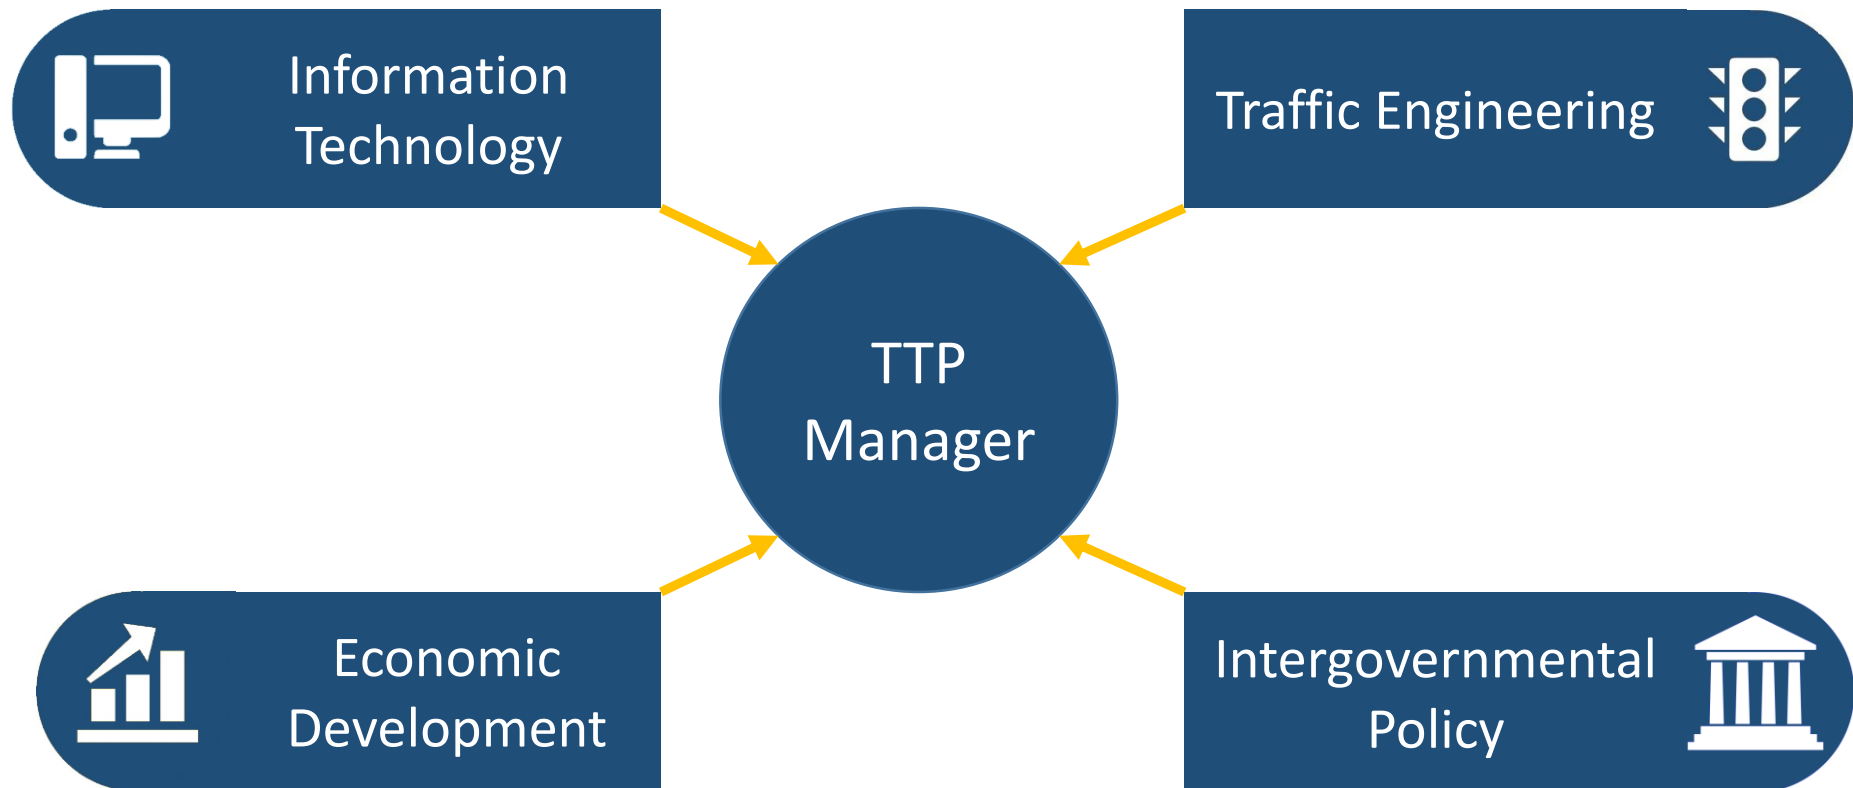 Information
Technology
Traffic Engineering
TTP
Manager
Economic
Development
Intergovernmental
Policy